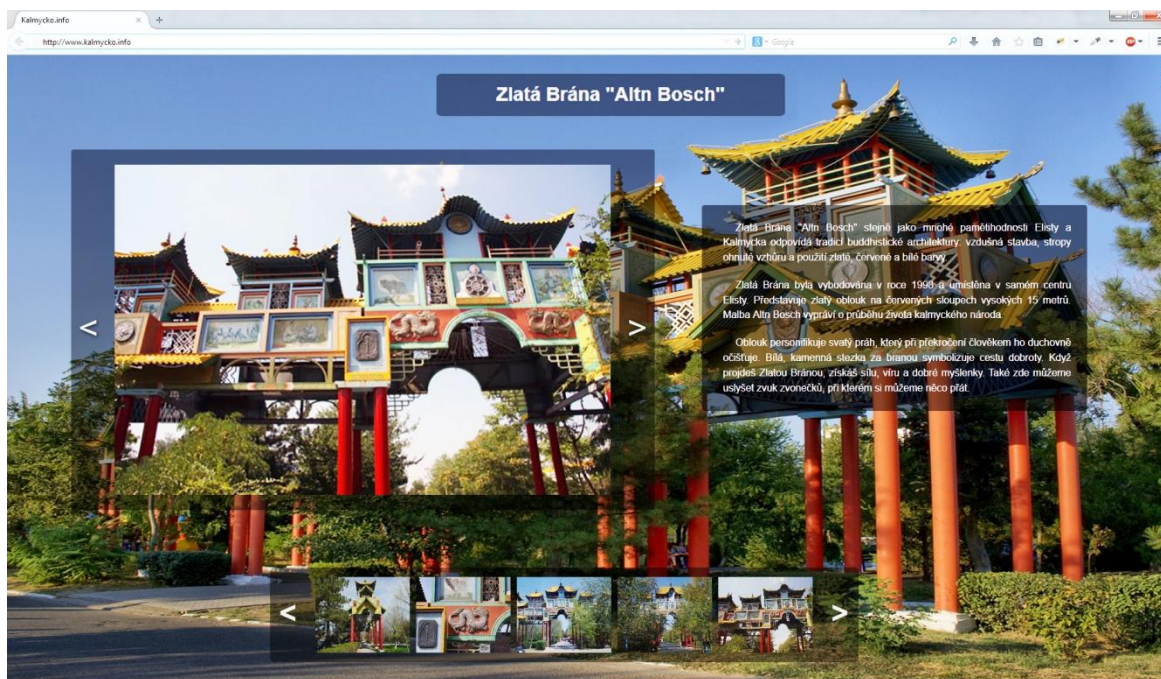 Kalmycko.info
http://www.kalmycko.info
Google
Zlatá Brána "Altn Bosch"
<
>
Zlatá Brána "Altn Bosch" stejně jako mnohé pamětihodnosti Elisty a
Kalmycka odpovídá tradici buddhistické architektury: vzdušná stavba, stropy
ohnuté vzhůru a použití zlaté, červené a bílé barvy.
Zlatá Brána byla vybudována v roce 1998 a umístěna v samém centru
Elisty. Představuje zlatý oblouk na červených sloupech vysokých 15 metrů.
Malba Altn Bosch vypráví o průběhu života kalmyckého národa.
Oblouk personifikuje svatý práh, který při překročení člověkem ho duchovně
očišťuje. Bílá, kamenná stezka za branou symbolizuje cestu dobroty. Když
projdeš Zlatou Bránou, získáš sílu, víru a dobré myšlenky. Také zde můžeme
uslyšet zvuk zvonečků, při kterém si můžeme něco přát.
<
>